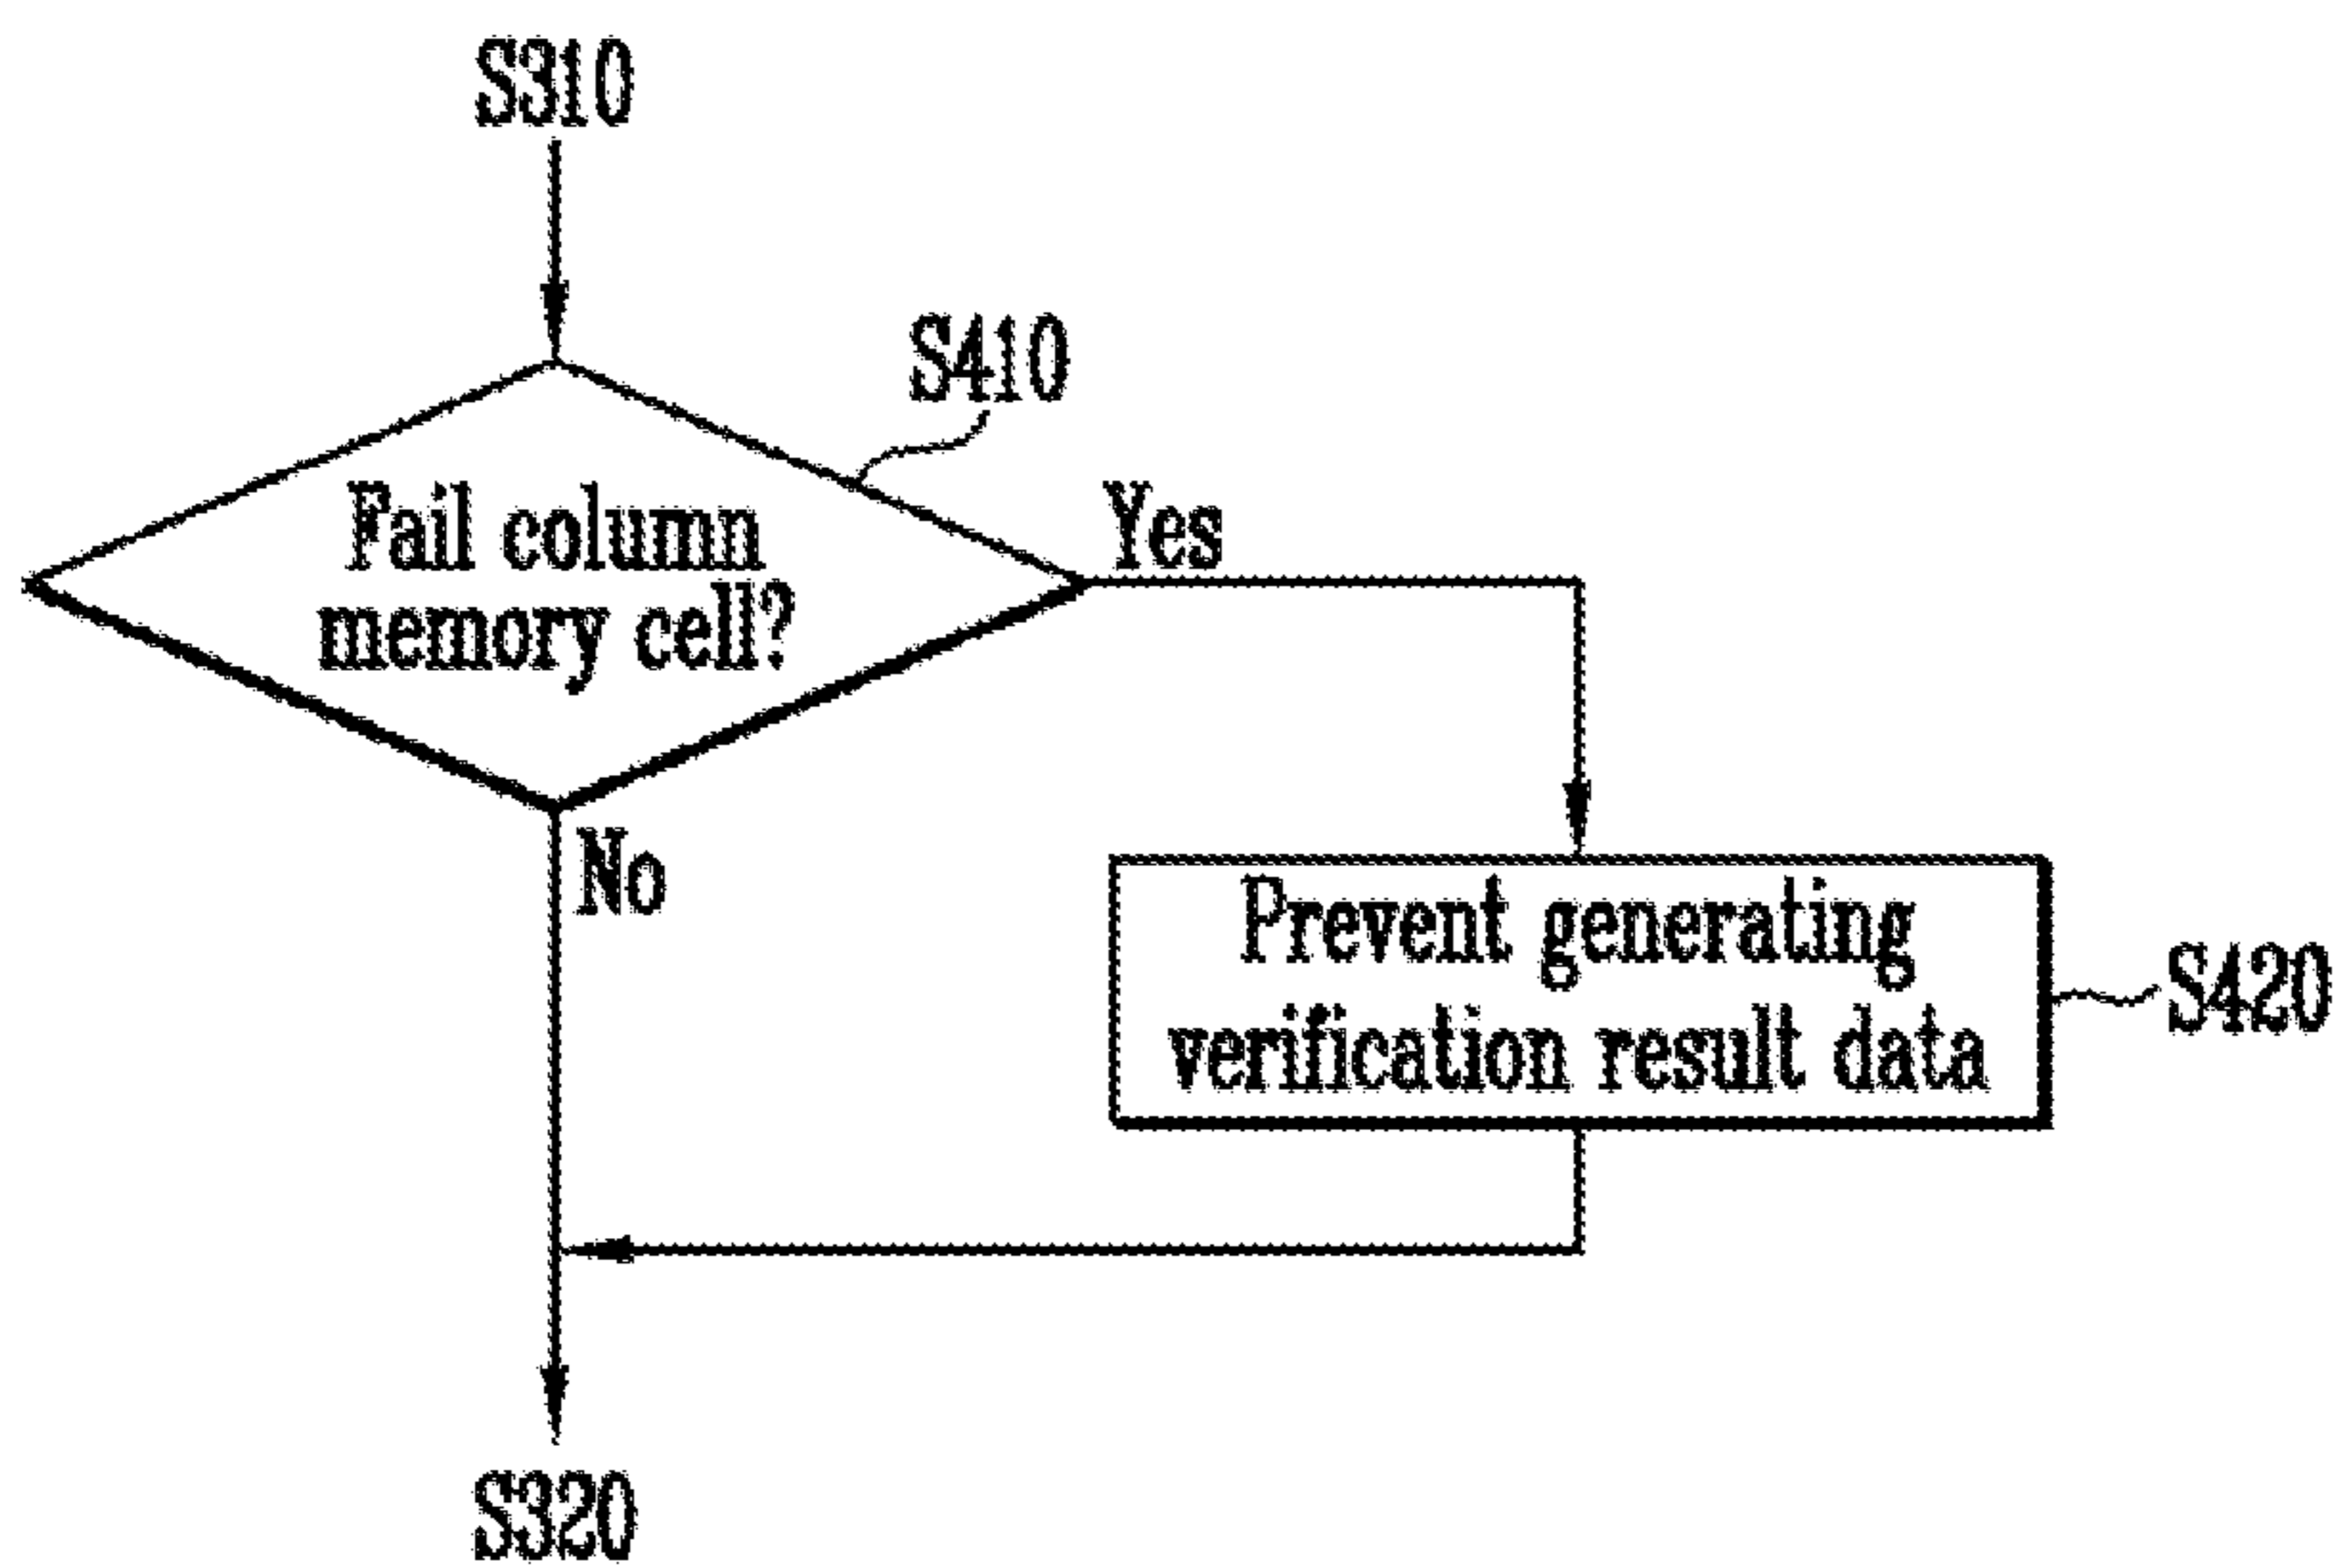 S310
S410
Fail column
memory cell?
Yes
No
Prevent generating
verification result data
S420
S320